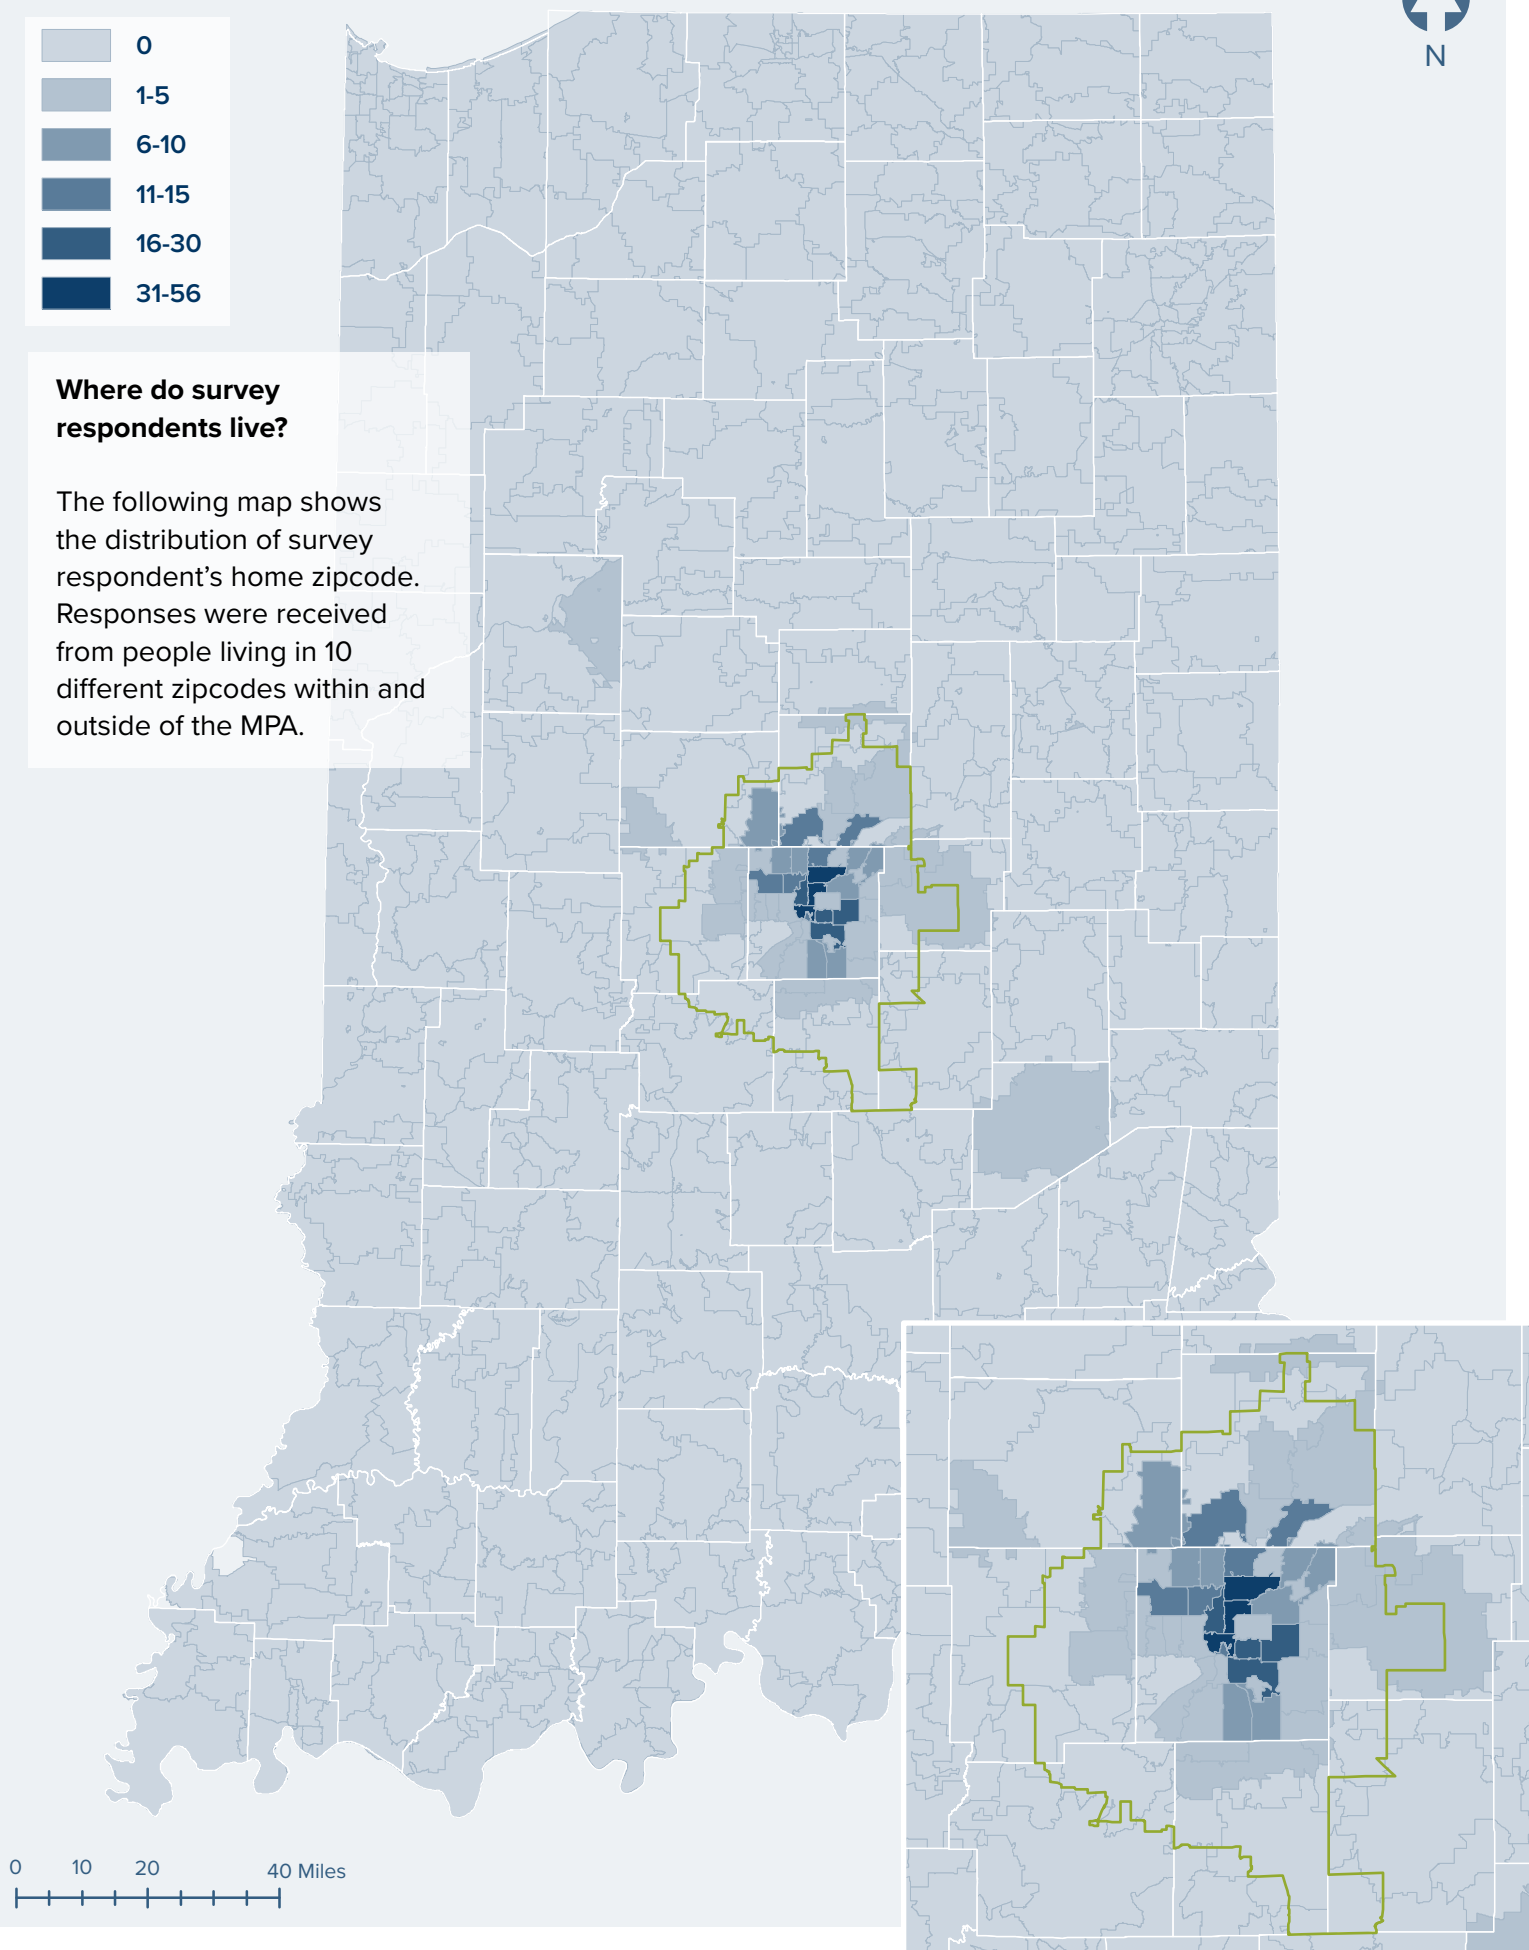 0
1-5
6-10
11-15
16-30
31-56
N
Where do survey
respondents live?
The following map shows
the distribution of survey
respondent’s home zipcode.
Responses were received
from people living in 10
different zipcodes within and
outside of the MPA.
0 10 20 40 Miles